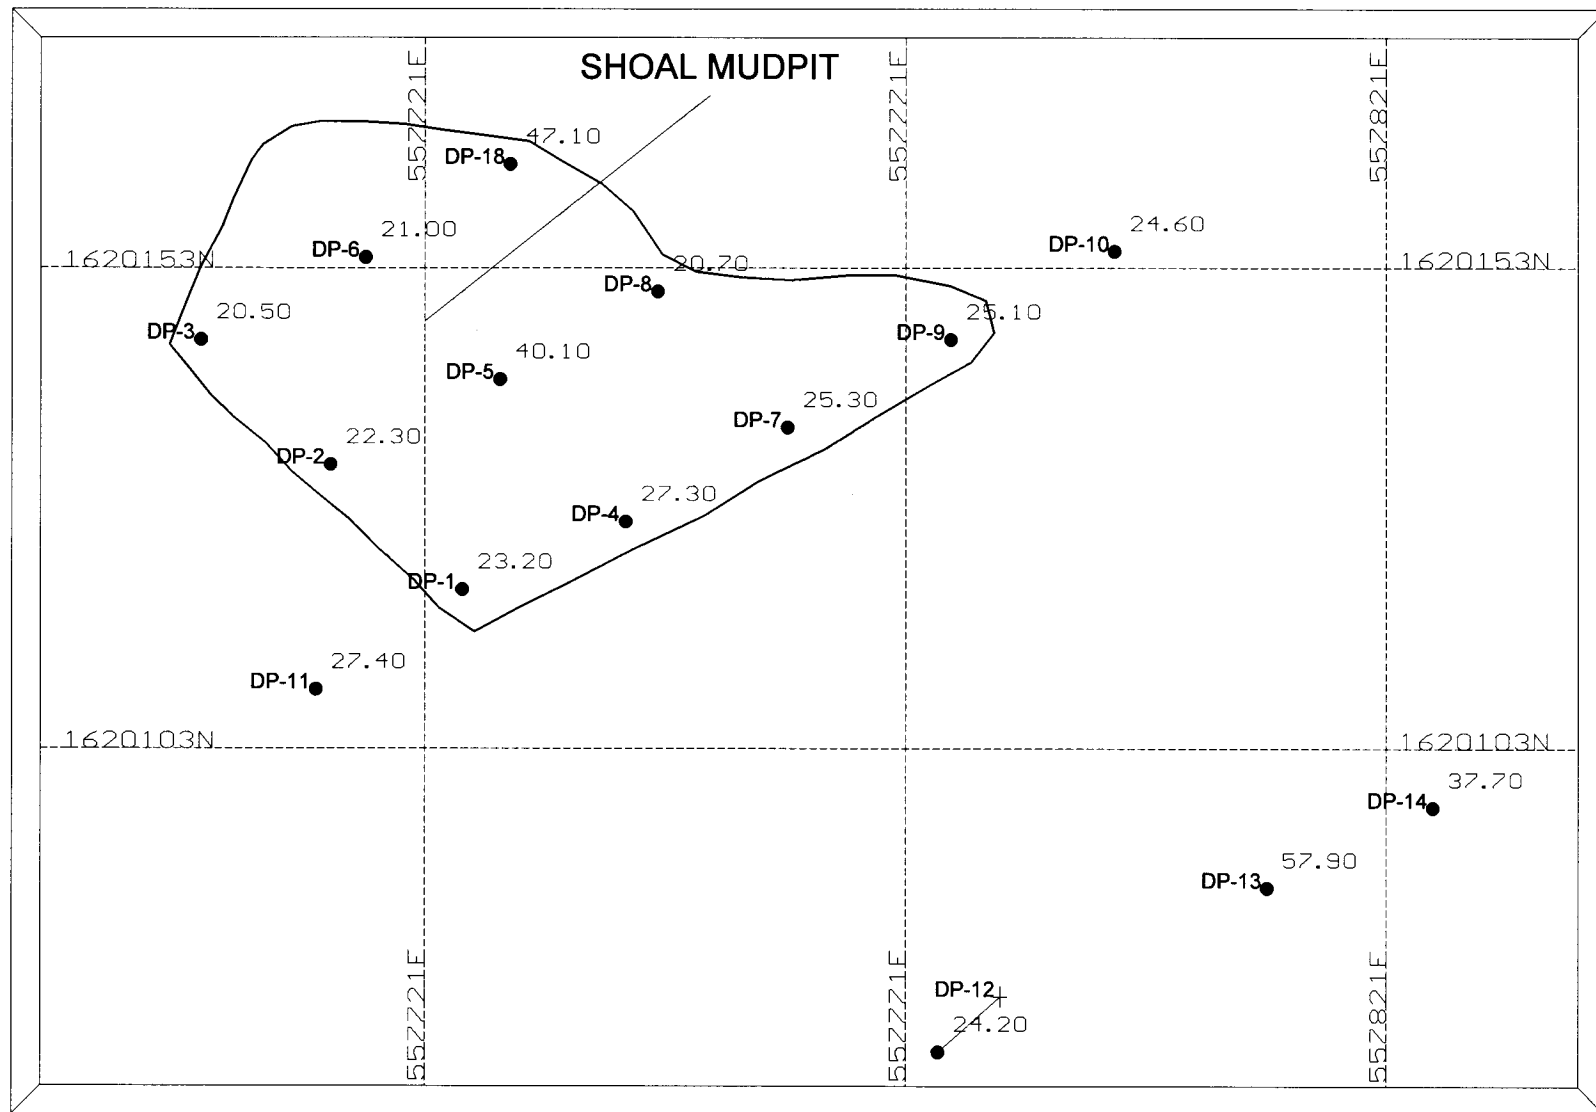 SHOAL MUDPIT
557721E
557771E
557821E
47.10
DP-18
21.00
DP-6
24.60
DP-10
1620153N
1620153N
20.70
DP-8
20.50
DP-3
25.10
DP-9
40.10
DP-5
25.30
DP-7
22.30
DP-2
27.30
DP-4
23.20
DP-1
27.40
DP-11
1620103N
1620103N
37.70
DP-14
57.90
DP-13
557721E
557771E
557821E
DP-12
24.20